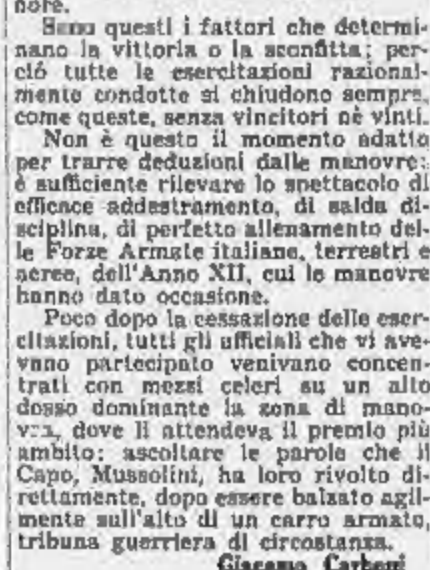 nore.
Sono questi i fattori che determi-
nano la vittoria o la sconfitta; per-
ciò tutte le esercitazioni razional-
mente condotte si chiudono sempre,
come queste, senza vincitori nè vinti.
Non è questo il momento adatto
per trarre deduzioni dalle manovre;
è sufficiente rilevare lo spettacolo di
efficace addestramento, di salda di-
sciplina, di perfetto allenamento del-
le Forze Armate italiane, terrestri e
aeree, dell'Anno XII, cui le manovre
hanno dato occasione.
Poco dopo la cessazione delle eser-
citazioni, tutti gli ufficiali che vi ave-
vano partecipato venivano concen-
trati con mezzi celeri su un alto
dosso dominante la zona di mano-
vra, dove li attendeva il premio più
ambito: ascoltare le parole che il
Capo, Mussolini, ha loro rivolto di-
rettamente, dopo essere balzato agil-
mente sull'alto di un carro armato,
tribuna guerriera di circostanza.
Giacomo Carboni